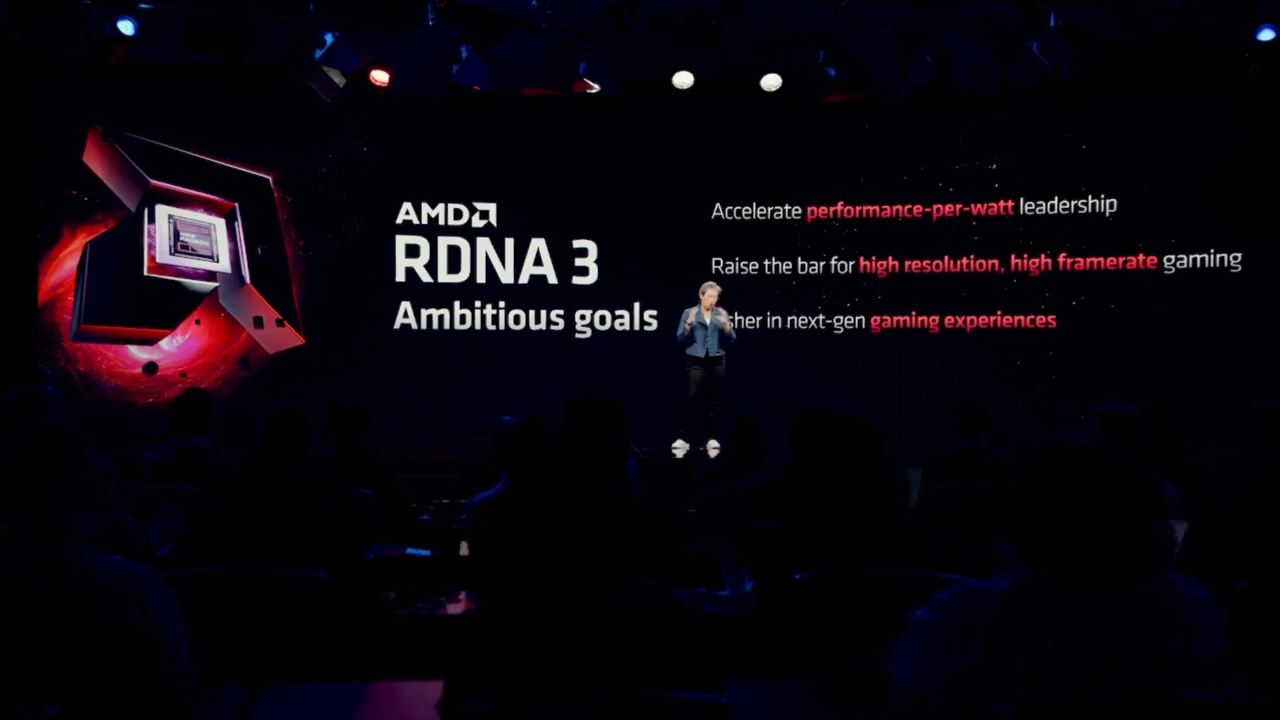 AMD
RDNA 3
Ambitious goals
Accelerate performance-per-watt leadership
Raise the bar for high resolution, high framerate gaming
sher in next-gen gaming experiences